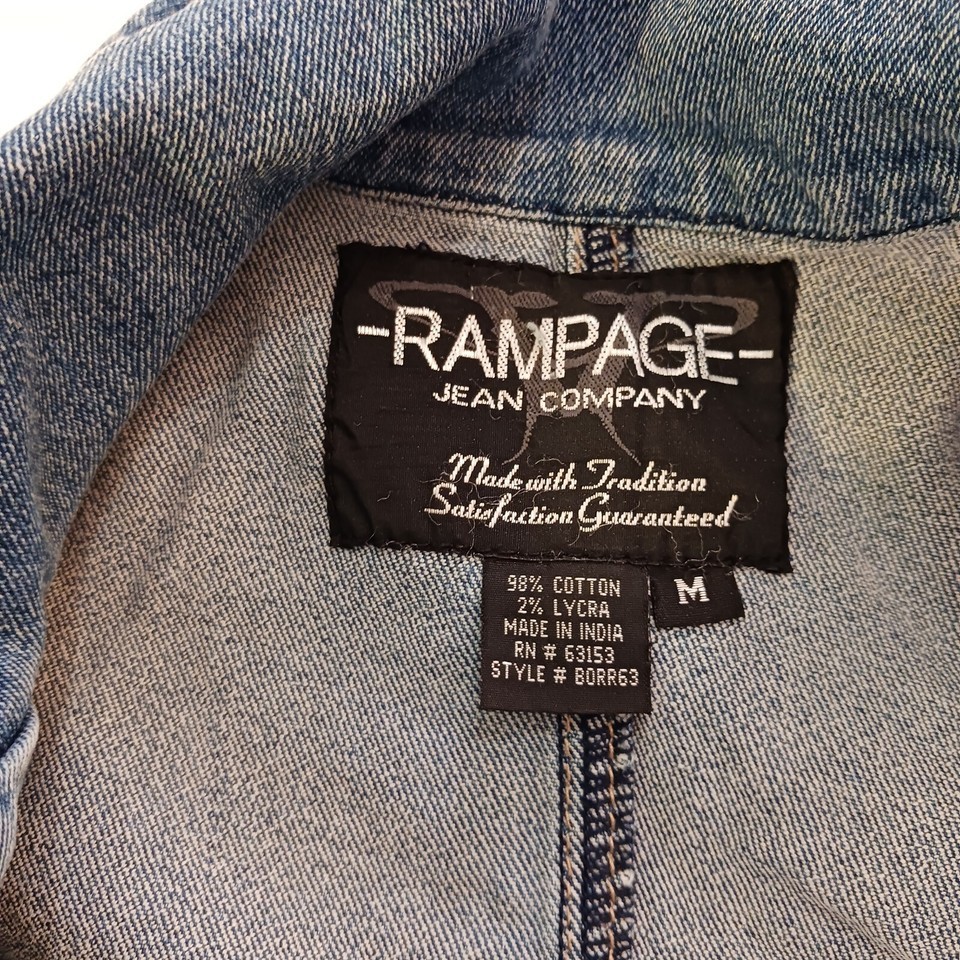 -RAMPAGE-
JEAN COMPANY
Made with Tradition
Satisfaction Guaranteed
98% COTTON
2% LYCRA
MADE IN INDIA
RN # 63153
STYLE # BORR63
M